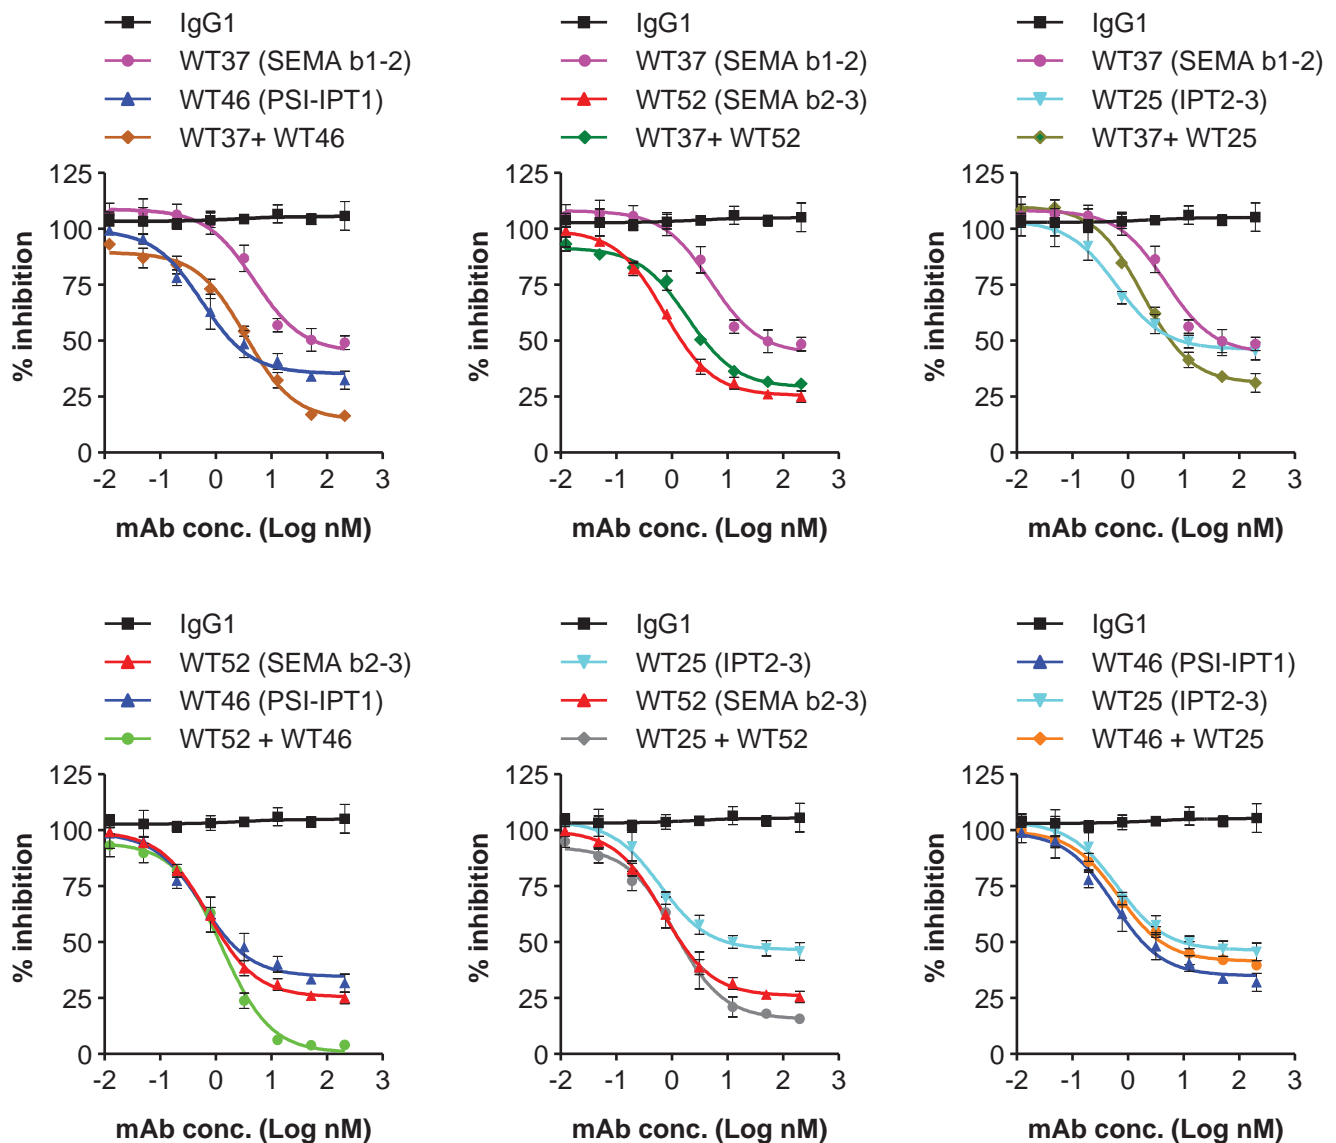 IgG1
WT37 (SEMA b1-2)
WT46 (PSI-IPT1)
WT37+ WT46
125
100
75
50
25
0
-2 -1 0 1 2 3
% inhibition
mAb conc. (Log nM)
IgG1
WT37 (SEMA b1-2)
WT52 (SEMA b2-3)
WT37+ WT52
125
100
75
50
25
0
-2 -1 0 1 2 3
% inhibition
mAb conc. (Log nM)
IgG1
WT37 (SEMA b1-2)
WT25 (IPT2-3)
WT37+ WT25
125
100
75
50
25
0
-2 -1 0 1 2 3
% inhibition
mAb conc. (Log nM)
IgG1
WT52 (SEMA b2-3)
WT46 (PSI-IPT1)
WT52 + WT46
125
100
75
50
25
0
-2 -1 0 1 2 3
% inhibition
mAb conc. (Log nM)
IgG1
WT25 (IPT2-3)
WT52 (SEMA b2-3)
WT25 + WT52
125
100
75
50
25
0
-2 -1 0 1 2 3
% inhibition
mAb conc. (Log nM)
IgG1
WT46 (PSI-IPT1)
WT25 (IPT2-3)
WT46 + WT25
125
100
75
50
25
0
-2 -1 0 1 2 3
% inhibition
mAb conc. (Log nM)